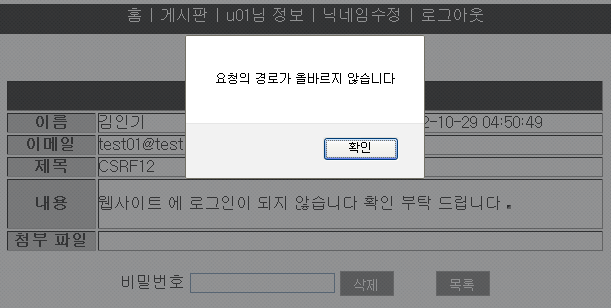 홈 | 게시판 | u01님 정보 | 닉네임수정 | 로그아웃
요청의 경로가 올바르지 않습니다
확인
이름 김인기 2-10-29 04:50:49
이메일 test01@test
제목 CSRF12
내용 웹사이트 에 로그인이 되지 않습니다 확인 부탁 드립니다 .
첨부 파일
비밀번호 삭제 목록